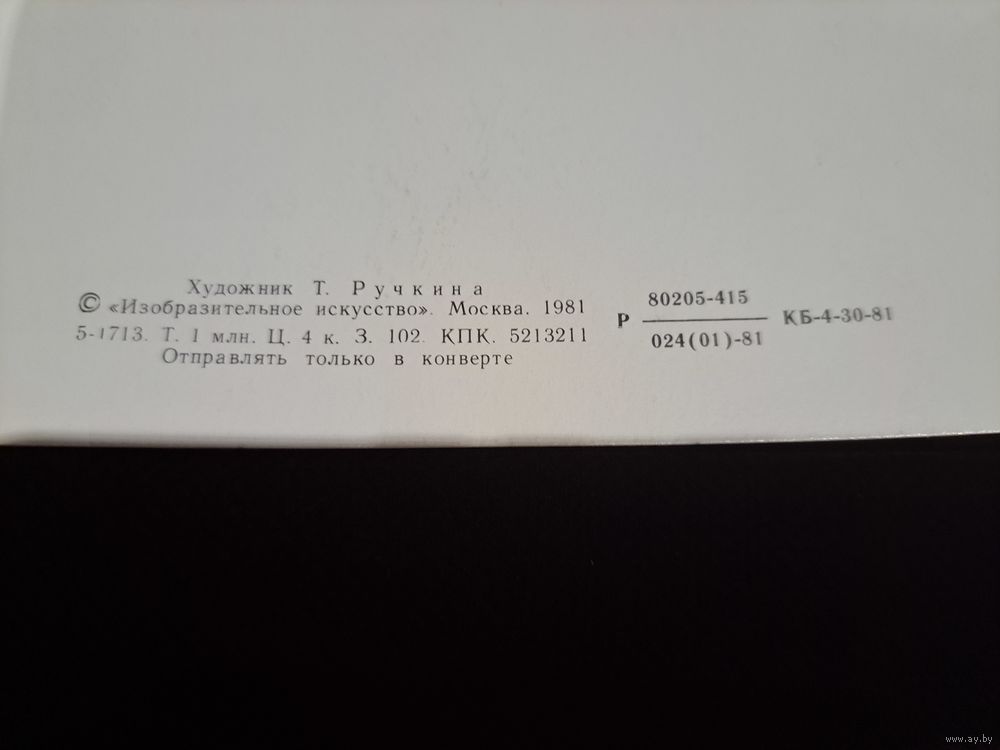 Художник Т. Ручкина
© «Изобразительное искусство». Москва. 1981
5-1713. Т. 1 млн. Ц. 4 к. З. 102. КПК. 5213211
Отправлять только в конверте
80205-415
Р
024(01)-81
КБ-4-30-81
www.ay.by